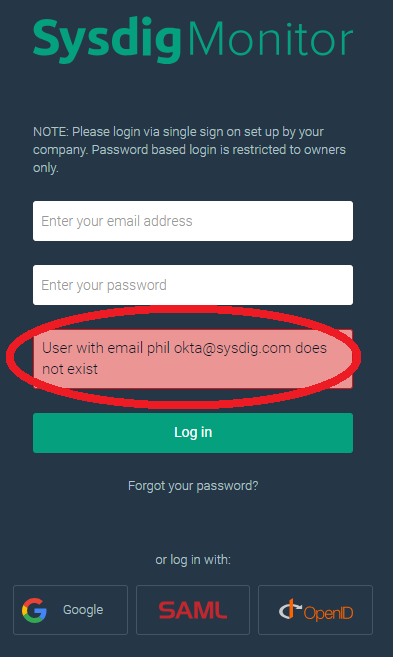 SysdigMonitor
NOTE: Please login via single sign on set up by your
company. Password based login is restricted to owners
only.
Enter your email address
Enter your password
User with email phil okta@sysdig.com does
not exist
Log in
Forgot your password?
or log in with:
G Google
SAML
OpenID